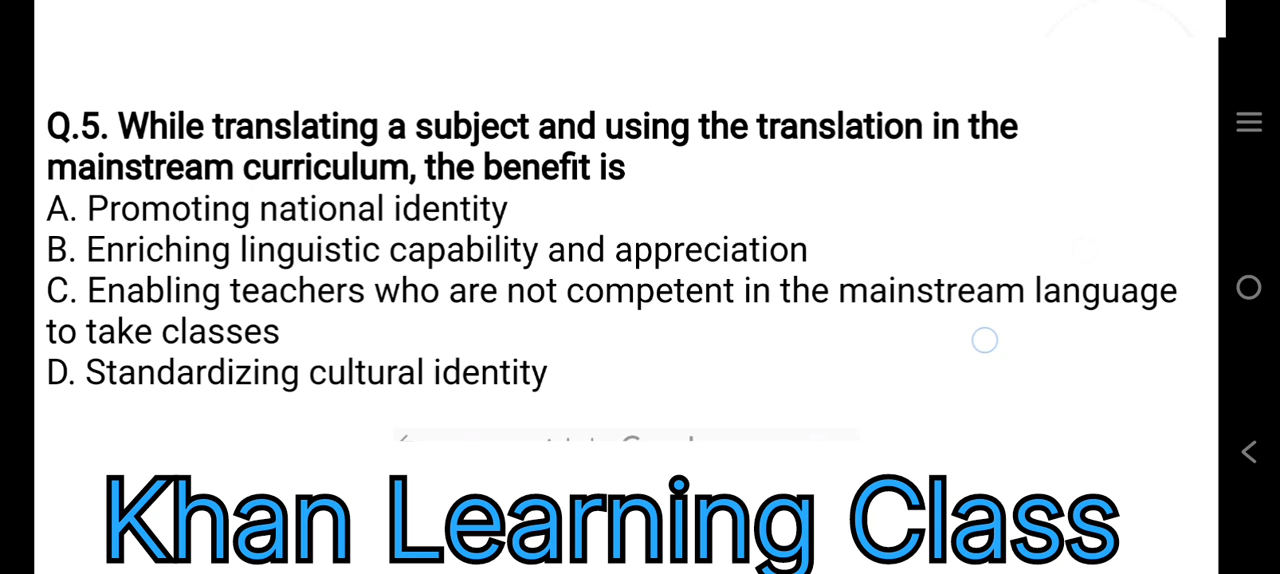 Q.5. While translating a subject and using the translation in the
mainstream curriculum, the benefit is
A. Promoting national identity
B. Enriching linguistic capability and appreciation
C. Enabling teachers who are not competent in the mainstream language
to take classes
D. Standardizing cultural identity
Khan Learning Class